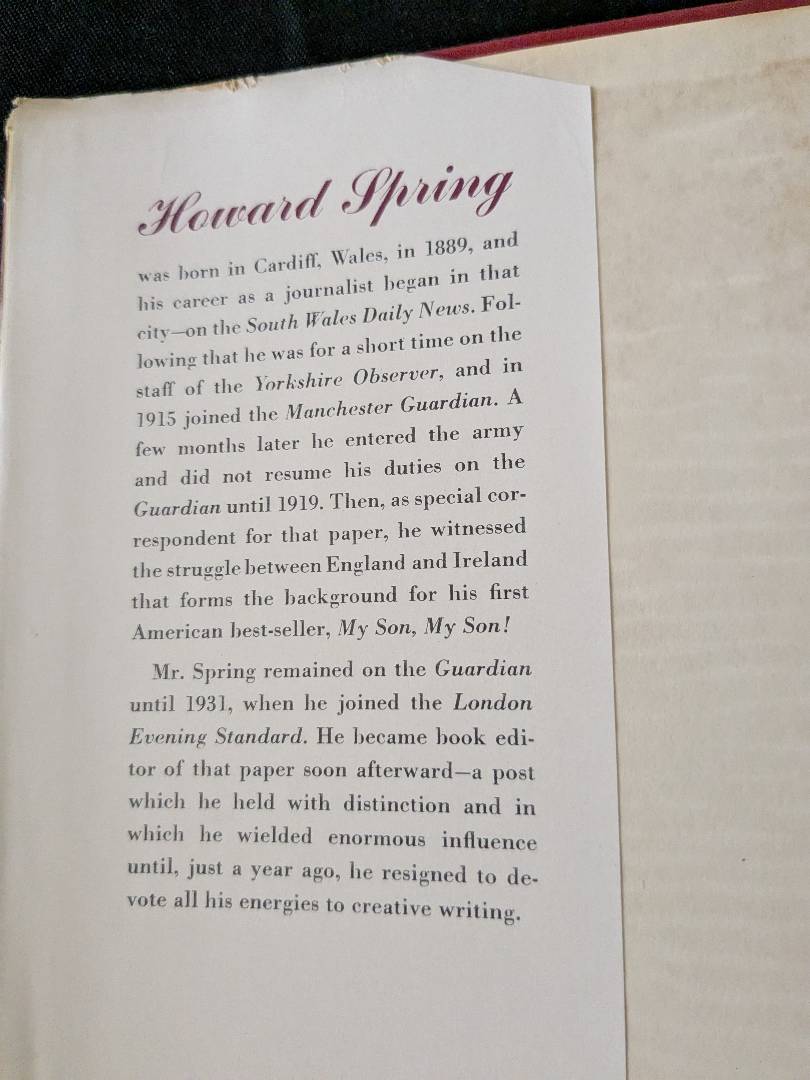 Howard Spring
was born in Cardiff, Wales, in 1889, and
his career as a journalist began in that
city—on the South Wales Daily News. Fol-
lowing that he was for a short time on the
staff of the Yorkshire Observer, and in
1915 joined the Manchester Guardian. A
few months later he entered the army
and did not resume his duties on the
Guardian until 1919. Then, as special cor-
respondent for that paper, he witnessed
the struggle between England and Ireland
that forms the background for his first
American best-seller, My Son, My Son!
Mr. Spring remained on the Guardian
until 1931, when he joined the London
Evening Standard. He became book edi-
tor of that paper soon afterward—a post
which he held with distinction and in
which he wielded enormous influence
until, just a year ago, he resigned to de-
vote all his energies to creative writing.